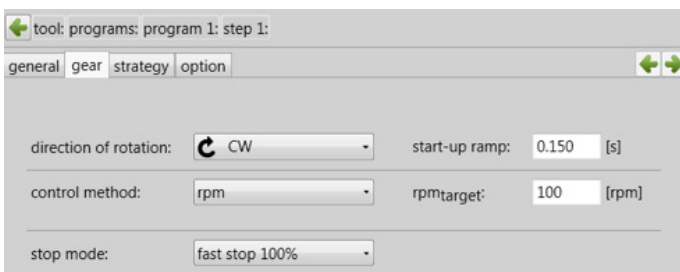 tool: programs: program 1: step 1:
general gear strategy option
direction of rotation: CW start-up ramp: 0.150 [s]
control method: rpm rpmtarget: 100 [rpm]
stop mode: fast stop 100%